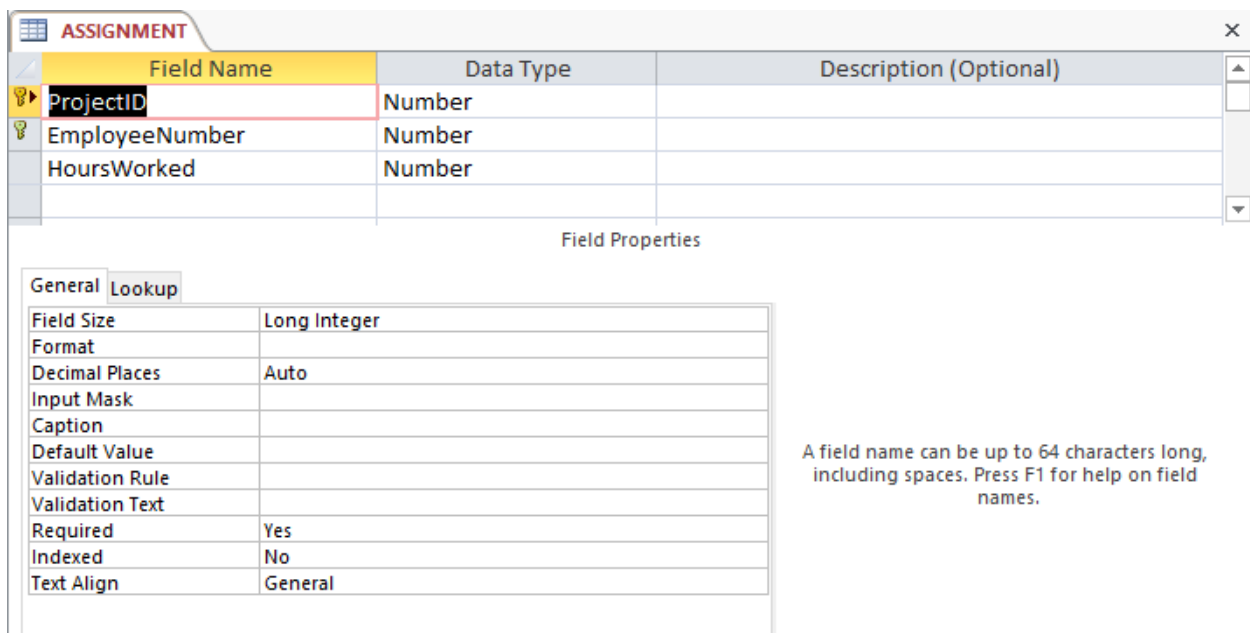 ASSIGNMENT
Field Name Data Type Description (Optional)
ProjectID Number
EmployeeNumber Number
HoursWorked Number
Field Properties
General Lookup
Field Size Long Integer
Format
Decimal Places Auto
Input Mask
Caption
Default Value
Validation Rule
Validation Text
Required Yes
Indexed No
Text Align General
A field name can be up to 64 characters long,
including spaces. Press F1 for help on field
names.